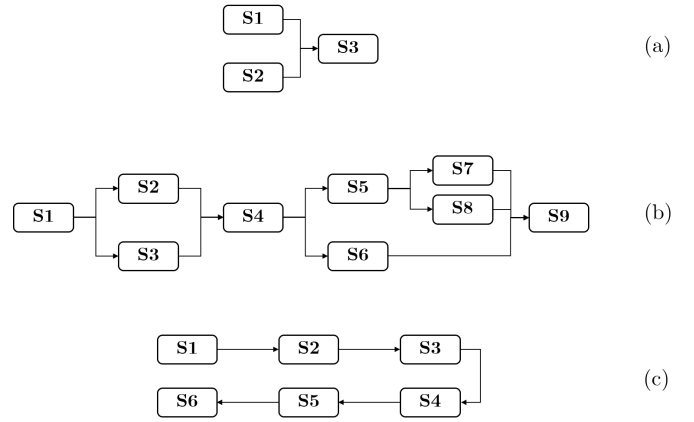 S1
S3 (a)
S2
S7
S2 S5
S8
S1 S4 S9 (b)
S3 S6
S1 S2 S3
(c)
S6 S5 S4